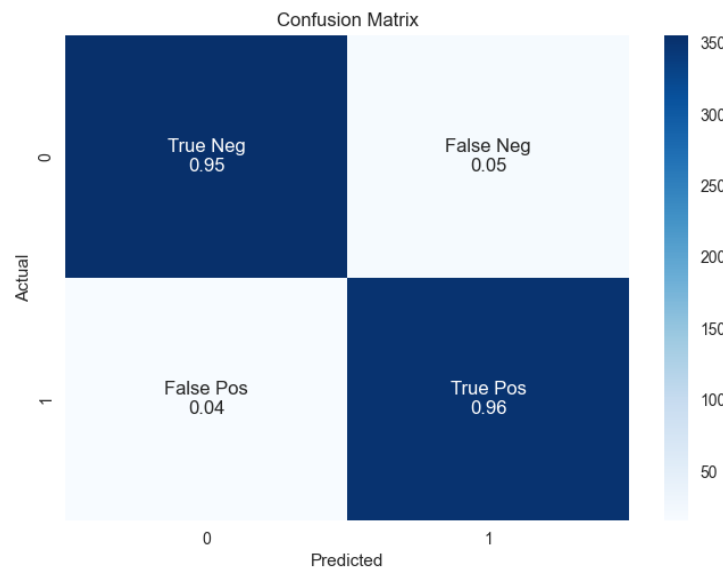 Confusion Matrix
0
True Neg
0.95
False Neg
0.05
Actual
1
False Pos
0.04
True Pos
0.96
0
1
Predicted
350
300
250
200
150
100
50